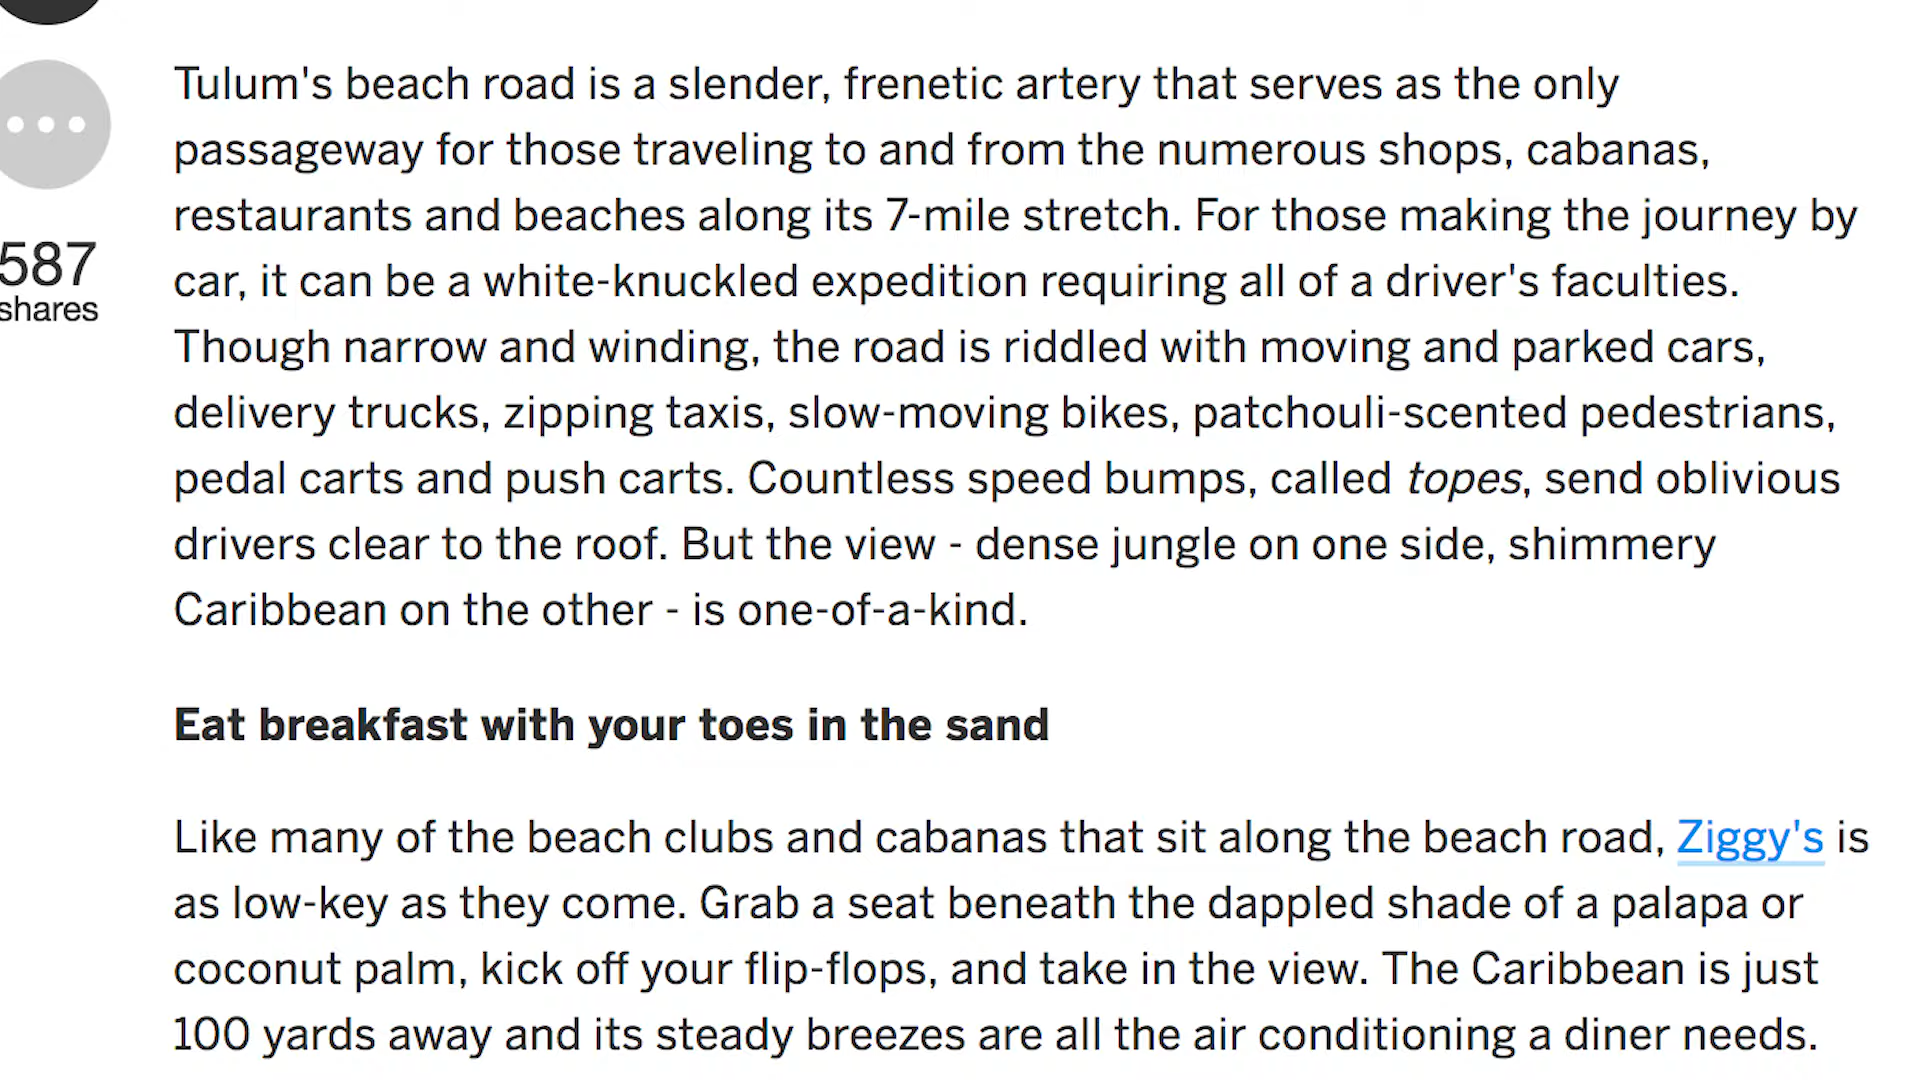 Tulum's beach road is a slender, frenetic artery that serves as the only
passageway for those traveling to and from the numerous shops, cabanas,
restaurants and beaches along its 7-mile stretch. For those making the journey by
car, it can be a white-knuckled expedition requiring all of a driver's faculties.
Though narrow and winding, the road is riddled with moving and parked cars,
delivery trucks, zipping taxis, slow-moving bikes, patchouli-scented pedestrians,
pedal carts and push carts. Countless speed bumps, called topes, send oblivious
drivers clear to the roof. But the view - dense jungle on one side, shimmery
Caribbean on the other - is one-of-a-kind.
587
shares
Eat breakfast with your toes in the sand
Like many of the beach clubs and cabanas that sit along the beach road, Ziggy's is
as low-key as they come. Grab a seat beneath the dappled shade of a palapa or
coconut palm, kick off your flip-flops, and take in the view. The Caribbean is just
100 yards away and its steady breezes are all the air conditioning a diner needs.